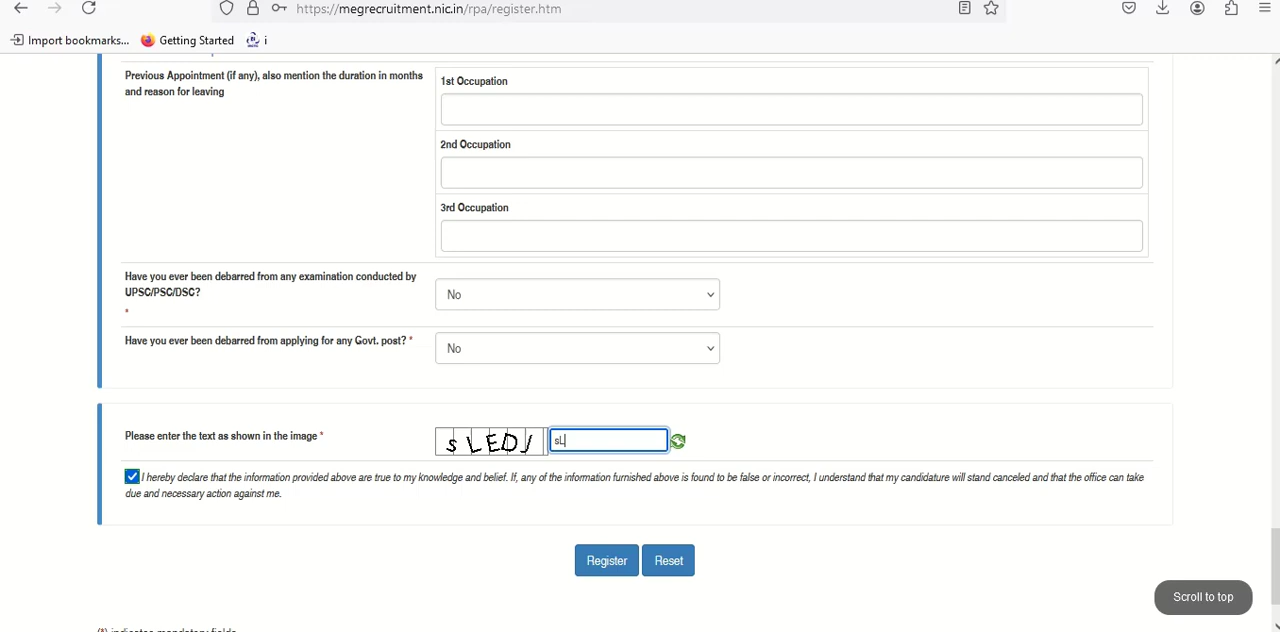 https://megrecruitment.nic.in/rpa/register.htm
Import bookmarks... Getting Started i
Previous Appointment (if any), also mention the duration in months
and reason for leaving
1st Occupation
2nd Occupation
3rd Occupation
Have you ever been debarred from any examination conducted by
UPSC/PSC/DSC?
*
No
Have you ever been debarred from applying for any Govt. post? *
No
Please enter the text as shown in the image *
sL
I hereby declare that the information provided above are true to my knowledge and belief. If, any of the information furnished above is found to be false or incorrect, I understand that my candidature will stand canceled and that the office can take
due and necessary action against me.
Register Reset
Scroll to top
(*) indicates mandatory fields